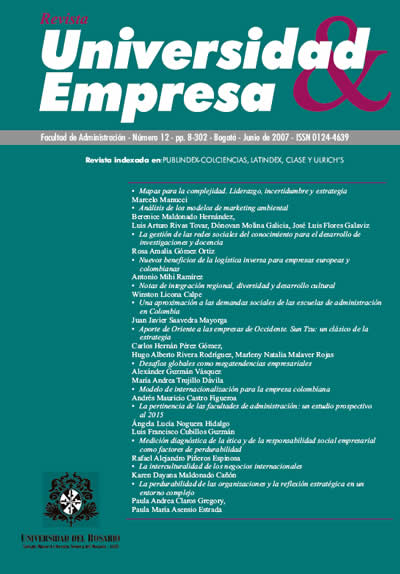 Revista
Universidad &
Empresa
Facultad de Administración - Número 12 - pp. 8-302 - Bogotá - Junio de 2007 - ISSN 0124-4639
Revista indexada en: PUBLINDEX-COLCIENCIAS, LATINDEX, CLASE Y ULRICH'S
• Mapas para la complejidad. Liderazgo, incertidumbre y estrategia
Marcelo Manucci
• Análisis de los modelos de marketing ambiental
Berenice Maldonado Hernández,
Luis Arturo Rivas Tovar, Dónovan Molina Galicia, José Luis Flores Galaviz
• La gestión de las redes sociales del conocimiento para el desarrollo de
investigaciones y docencia
Rosa Amalia Gómez Ortiz
• Nuevos beneficios de la logística inversa para empresas europeas y
colombianas
Antonio Mihi Ramírez
• Notas de integración regional, diversidad y desarrollo cultural
Winston Licona Calpe
• Una aproximación a las demandas sociales de las escuelas de administración
en Colombia
Juan Javier Saavedra Mayorga
• Aporte de Oriente a las empresas de Occidente. Sun Tzu: un clásico de la
estrategia
Carlos Hernán Pérez Gómez,
Hugo Alberto Rivera Rodríguez, Marleny Natalia Malaver Rojas
• Desafíos globales como megatendencias empresariales
Alexánder Guzmán Vásquez
María Andrea Trujillo Dávila
• Modelo de internacionalización para la empresa colombiana
Andrés Mauricio Castro Figueroa
• La pertinencia de las facultades de administración: un estudio prospectivo
al 2015
Ángela Lucía Noguera Hidalgo
Luis Francisco Cubillos Guzmán
• Medición diagnóstica de la ética y de la responsabilidad social empresarial
como factores de perdurabilidad
Rafael Alejandro Piñeros Espinosa
• La interculturalidad de los negocios internacionales
Karen Dayana Maldonado Cañón
• La perdurabilidad de las organizaciones y la reflexión estratégica en un
entorno complejo
Paula Andrea Claros Gregory,
Paula María Asensio Estrada
UNIVERSIDAD DEL ROSARIO